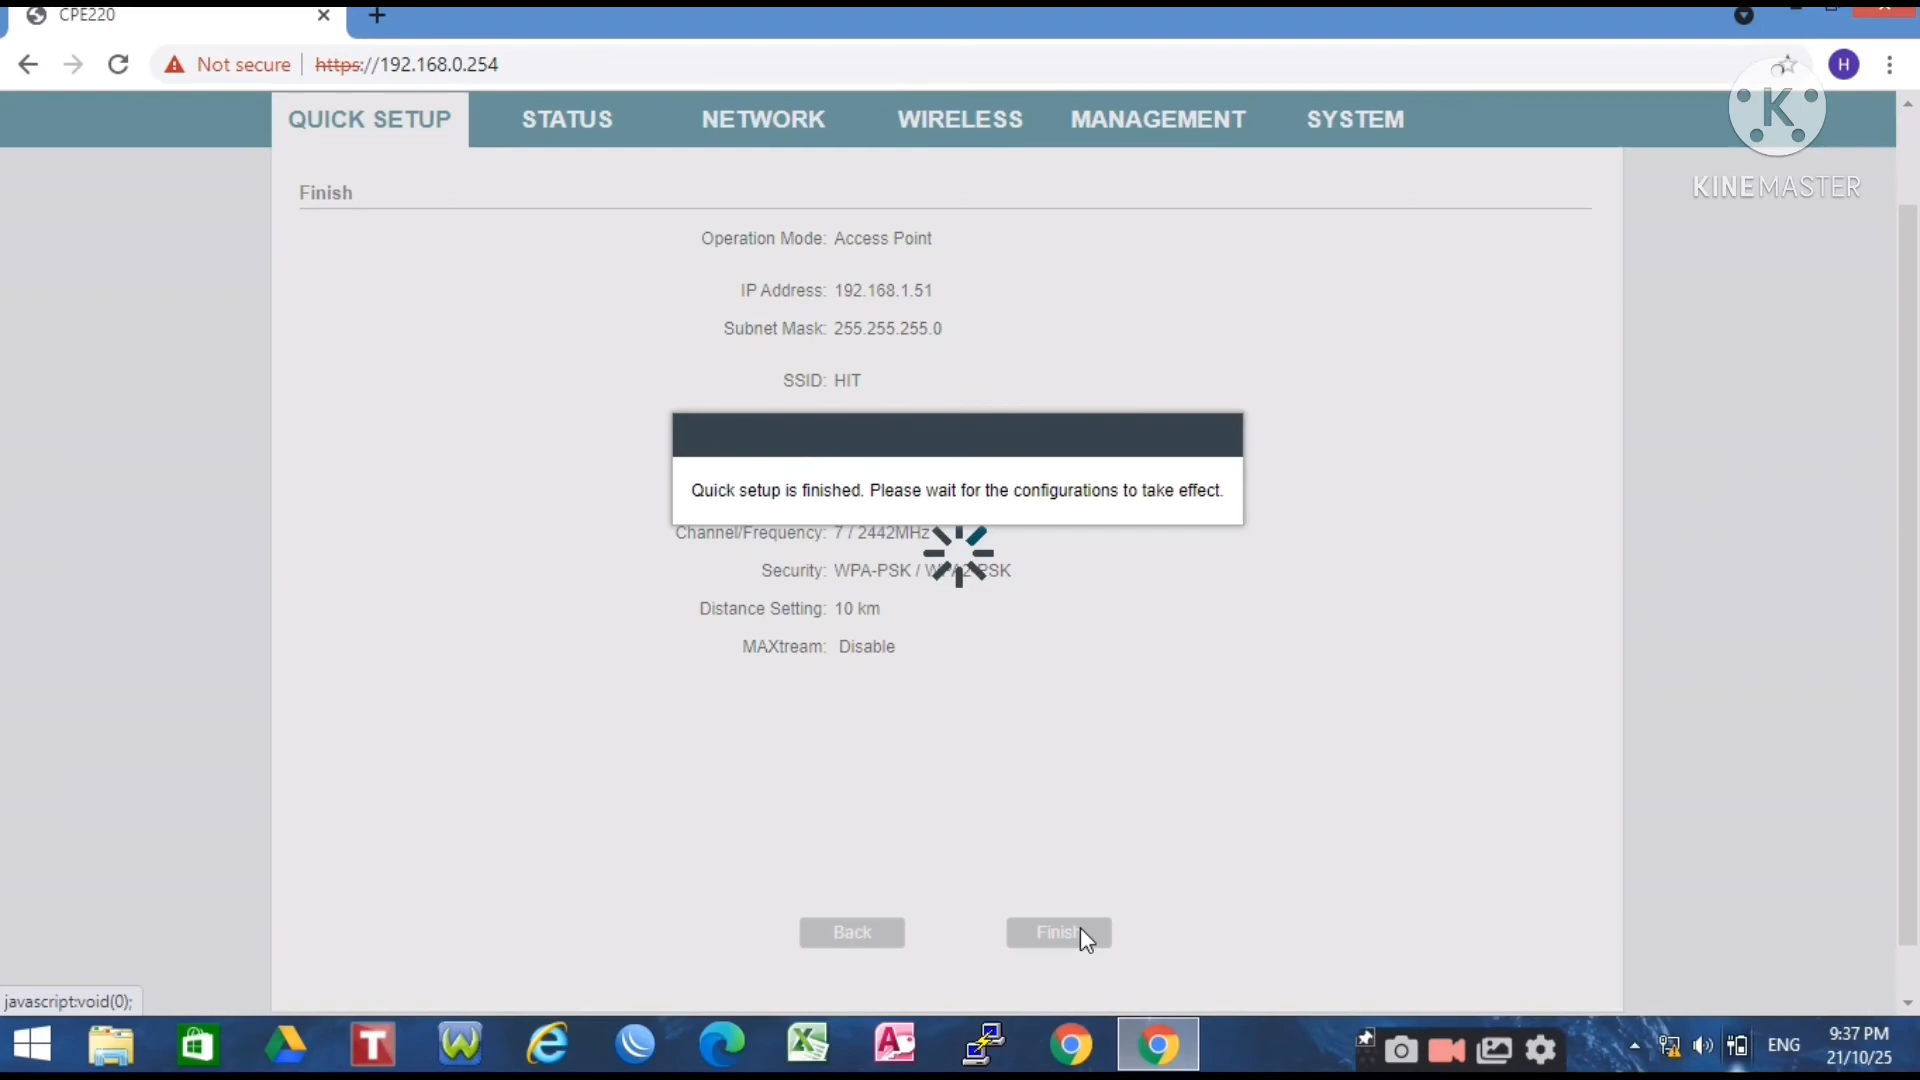 CPE220
Not secure https://192.168.0.254
H
QUICK SETUP STATUS NETWORK WIRELESS MANAGEMENT SYSTEM
K
KINEMASTER
Finish
Operation Mode: Access Point
IP Address: 192.168.1.51
Subnet Mask: 255.255.255.0
SSID: HIT
Quick setup is finished. Please wait for the configurations to take effect.
Channel/Frequency: 7 / 2442MHz
Security: WPA-PSK / WPA2-PSK
Distance Setting: 10 km
MAXtream: Disable
Back Finish
javascript:void(0);
9:37 PM
ENG
21/10/25